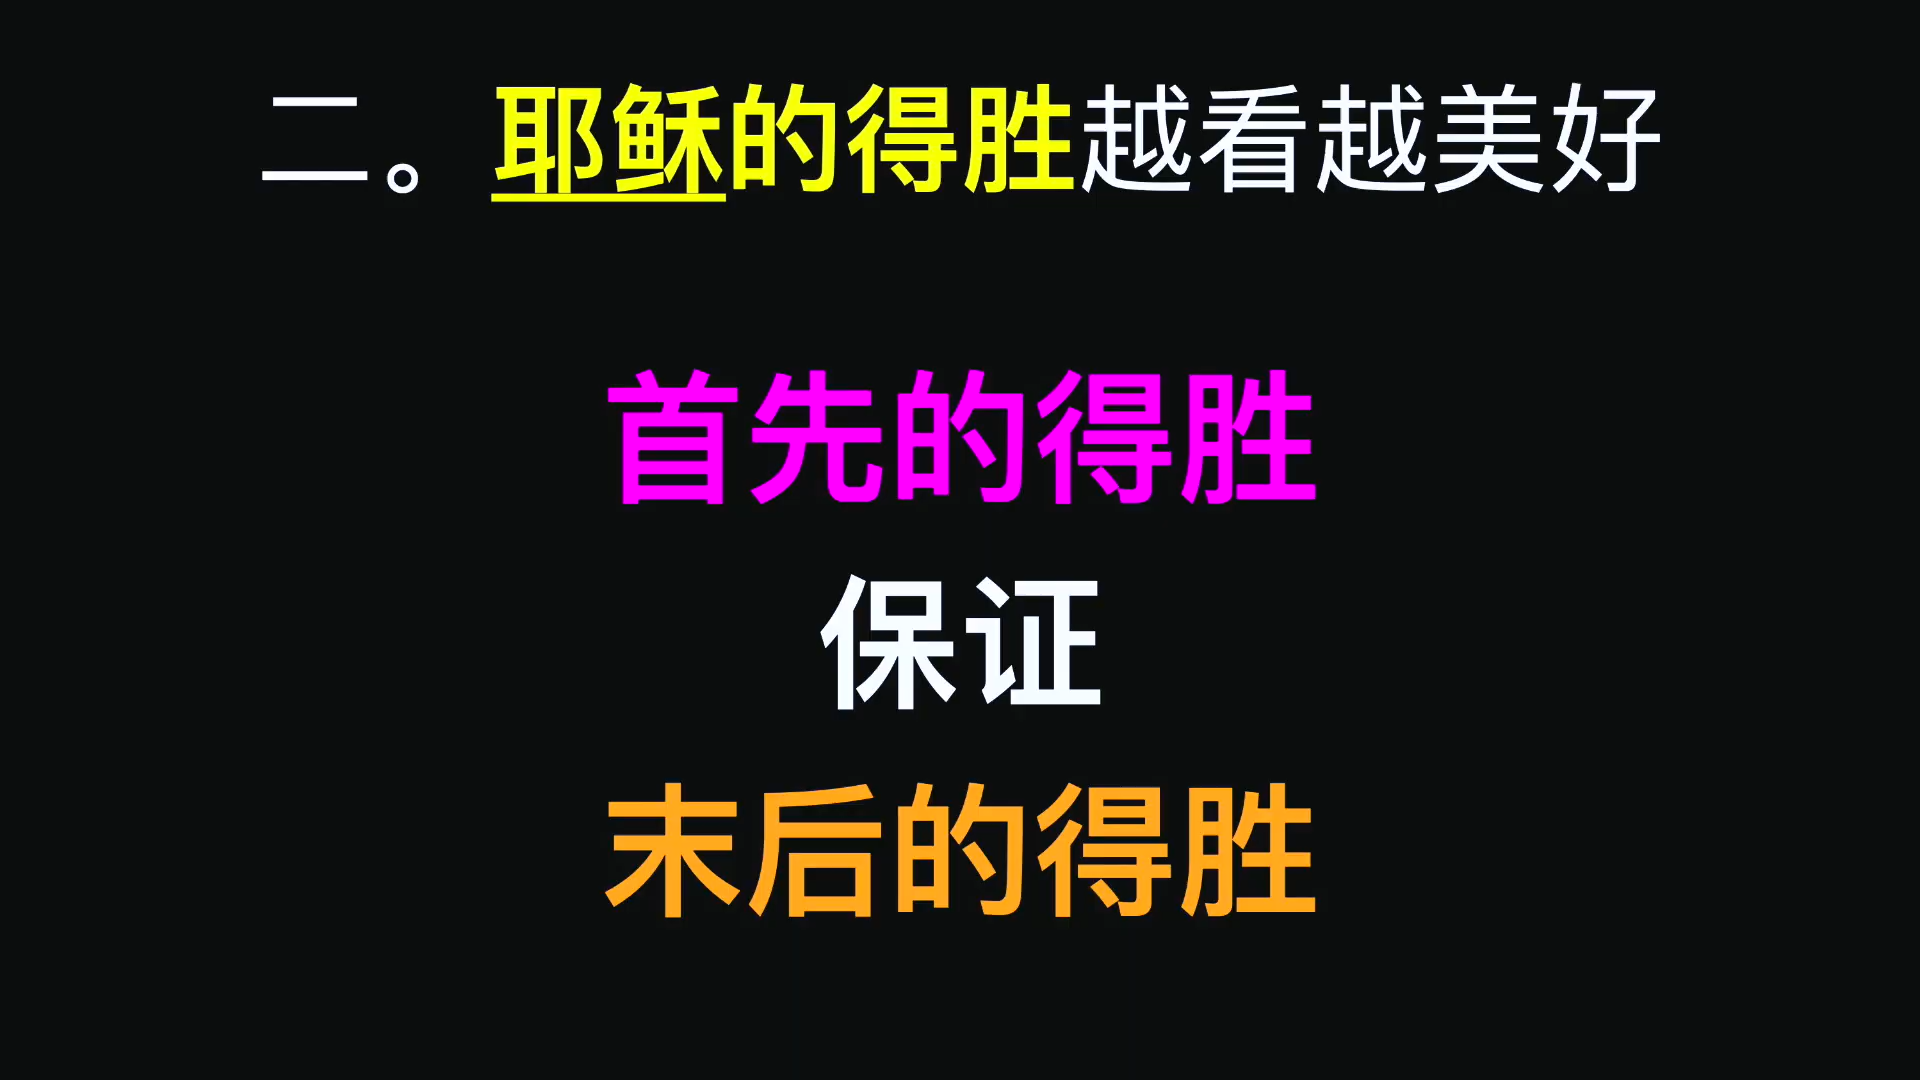 二。耶稣的得胜越看越美好
首先的得胜
保证
末后的得胜